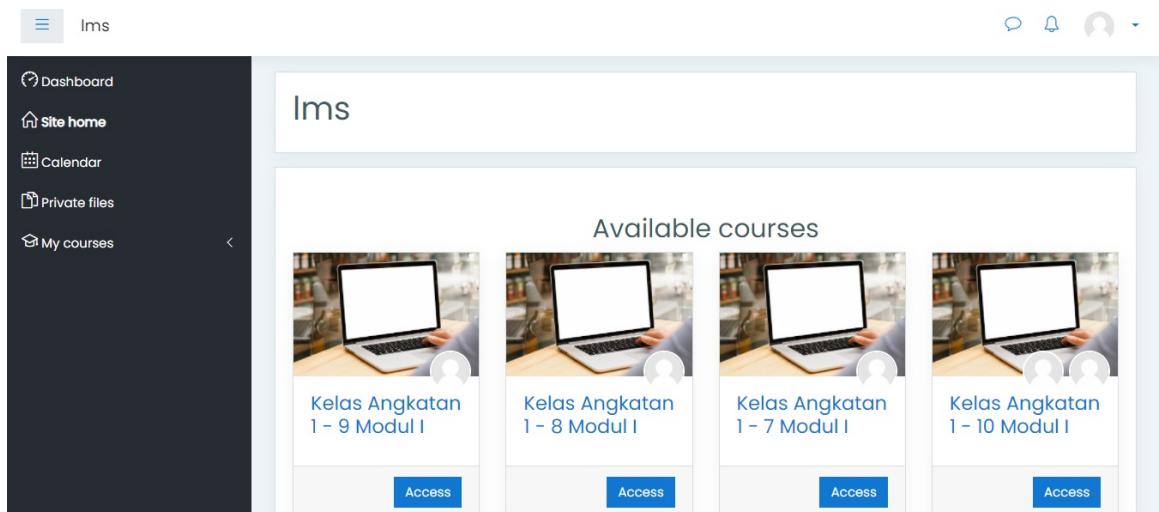 lms
Dashboard
Site home
Calendar
Private files
My courses
lms
Available courses
Kelas Angkatan
1 - 9 Modul I
Access
Kelas Angkatan
1 - 8 Modul I
Access
Kelas Angkatan
1 - 7 Modul I
Access
Kelas Angkatan
1 - 10 Modul I
Access